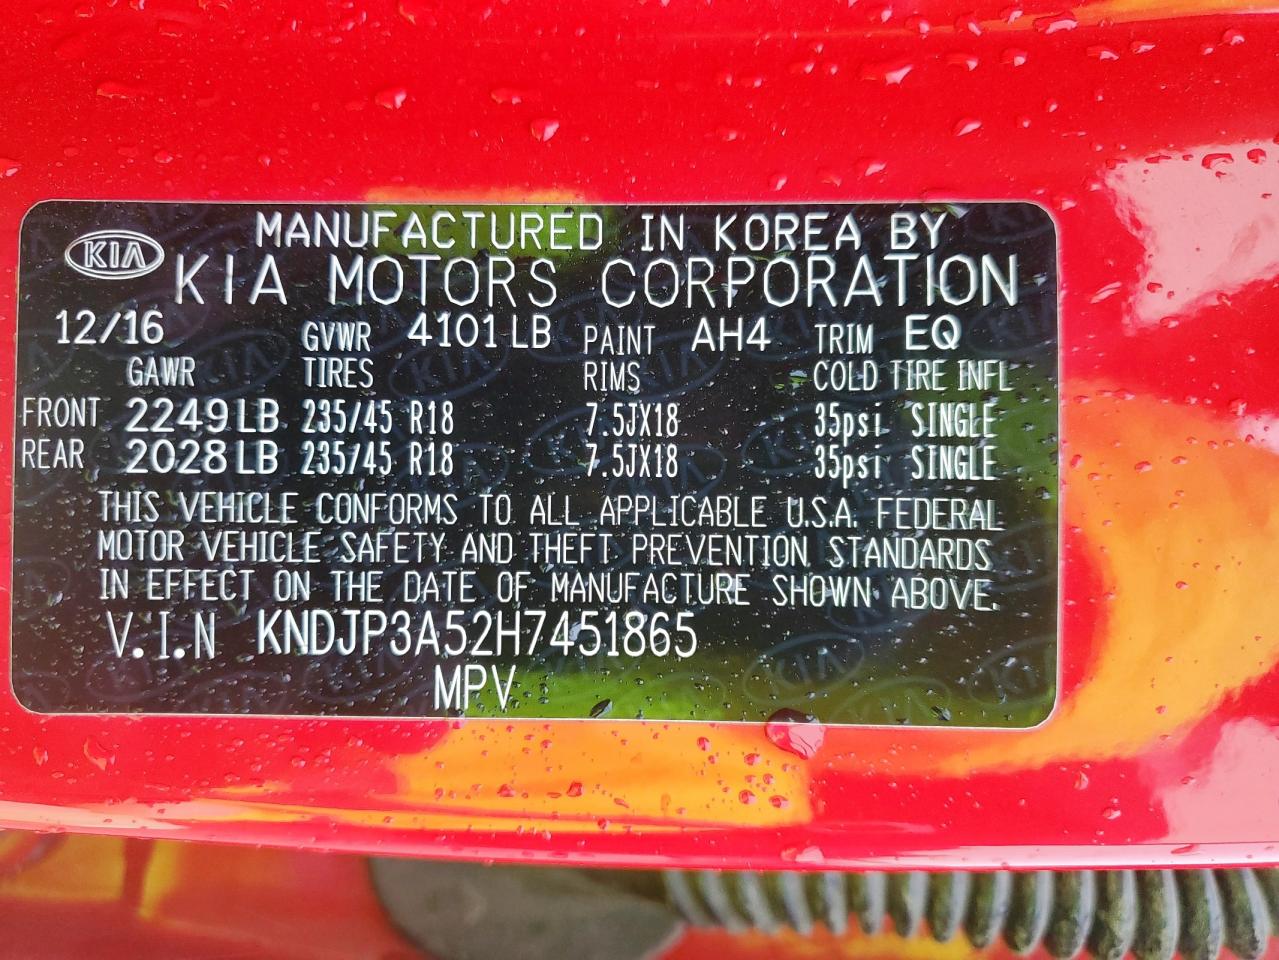 MANUFACTURED IN KOREA BY
KIA
KIA MOTORS CORPORATION
12/16 GVWR 4101 LB PAINT AH4 TRIM EQ
GAWR TIRES RIMS COLD TIRE INFL
FRONT 2249 LB 235/45 R18 7.5JX18 35psi SINGLE
REAR 2028 LB 235/45 R18 7.5JX18 35psi SINGLE
THIS VEHICLE CONFORMS TO ALL APPLICABLE U.S.A. FEDERAL
MOTOR VEHICLE SAFETY AND THEFT PREVENTION STANDARDS
IN EFFECT ON THE DATE OF MANUFACTURE SHOWN ABOVE.
V.I.N KNDJP3A52H7451865
MPV